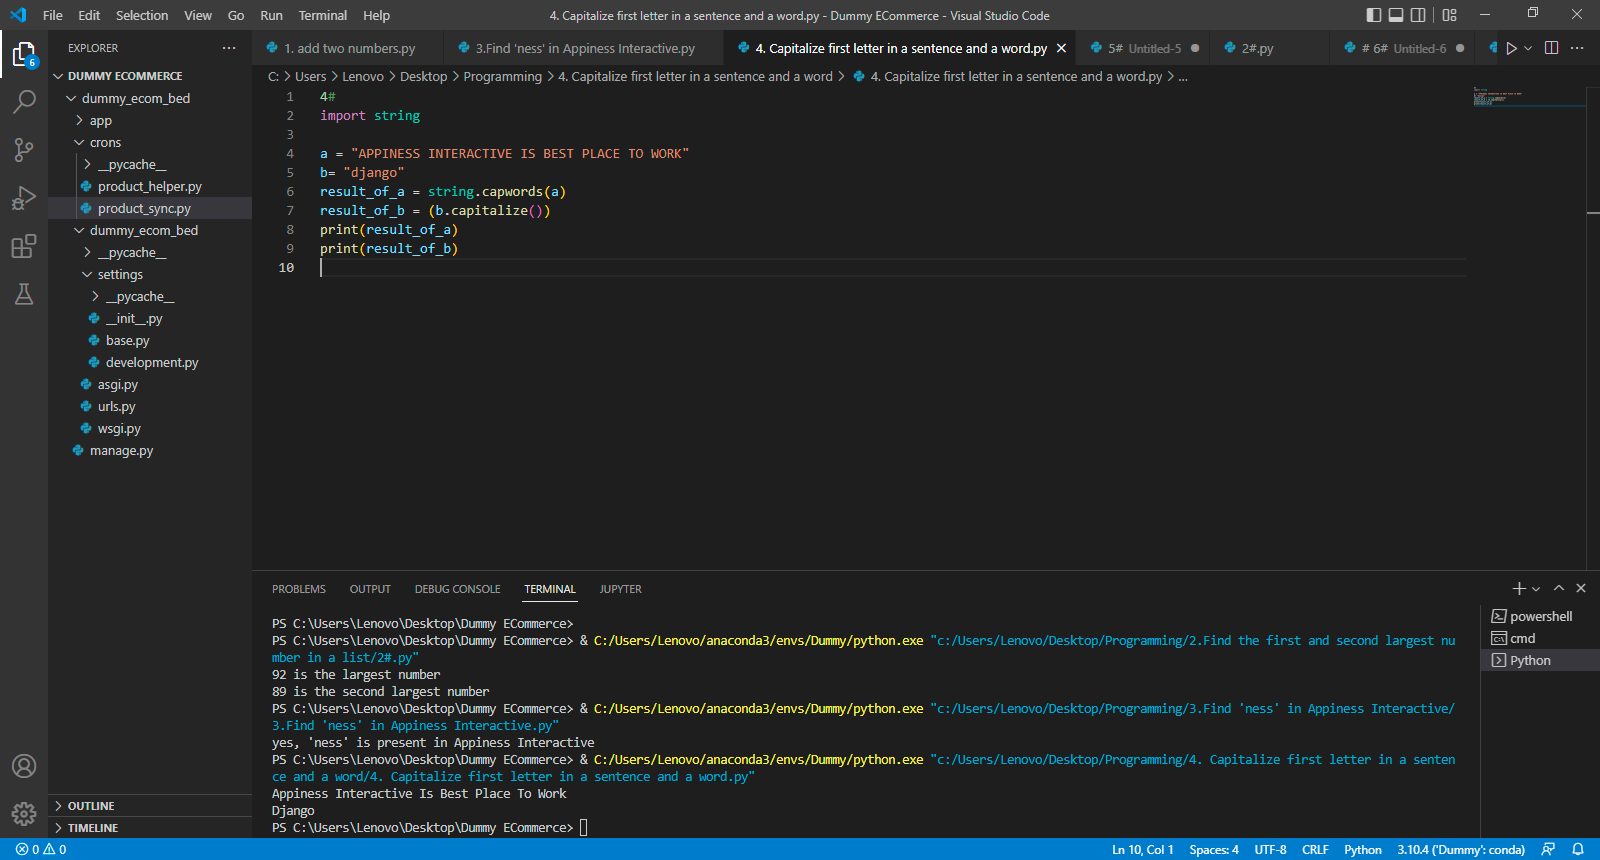 File Edit Selection View Go Run Terminal Help 4. Capitalize first letter in a sentence and a word.py - Dummy ECommerce - Visual Studio Code
EXPLORER
1. add two numbers.py 3.Find 'ness' in Appiness Interactive.py 4. Capitalize first letter in a sentence and a word.py 5# Untitled-5 2#.py # 6# Untitled-6
C: > Users > Lenovo > Desktop > Programming > 4. Capitalize first letter in a sentence and a word > 4. Capitalize first letter in a sentence and a word.py > ...
6
DUMMY ECOMMERCE
dummy_ecom_bed
app
crons
__pycache__
product_helper.py
product_sync.py
dummy_ecom_bed
__pycache__
settings
__pycache__
__init__.py
base.py
development.py
asgi.py
urls.py
wsgi.py
manage.py
OUTLINE
TIMELINE
1 4#
2 import string
3
4 a = "APPINESS INTERACTIVE IS BEST PLACE TO WORK"
5 b= "django"
6 result_of_a = string.capwords(a)
7 result_of_b = (b.capitalize())
8 print(result_of_a)
9 print(result_of_b)
10
PROBLEMS OUTPUT DEBUG CONSOLE TERMINAL JUPYTER
PS C:\Users\Lenovo\Desktop\Dummy ECommerce>
PS C:\Users\Lenovo\Desktop\Dummy ECommerce> & C:/Users/Lenovo/anaconda3/envs/Dummy/python.exe "c:/Users/Lenovo/Desktop/Programming/2.Find the first and second largest nu
mber in a list/2#.py"
92 is the largest number
89 is the second largest number
PS C:\Users\Lenovo\Desktop\Dummy ECommerce> & C:/Users/Lenovo/anaconda3/envs/Dummy/python.exe "c:/Users/Lenovo/Desktop/Programming/3.Find 'ness' in Appiness Interactive/
3.Find 'ness' in Appiness Interactive.py"
yes, 'ness' is present in Appiness Interactive
PS C:\Users\Lenovo\Desktop\Dummy ECommerce> & C:/Users/Lenovo/anaconda3/envs/Dummy/python.exe "c:/Users/Lenovo/Desktop/Programming/4. Capitalize first letter in a senten
ce and a word/4. Capitalize first letter in a sentence and a word.py"
Appiness Interactive Is Best Place To Work
Django
PS C:\Users\Lenovo\Desktop\Dummy ECommerce>
powershell
cmd
Python
0 0 Ln 10, Col 1 Spaces: 4 UTF-8 CRLF Python 3.10.4 ('Dummy': conda)